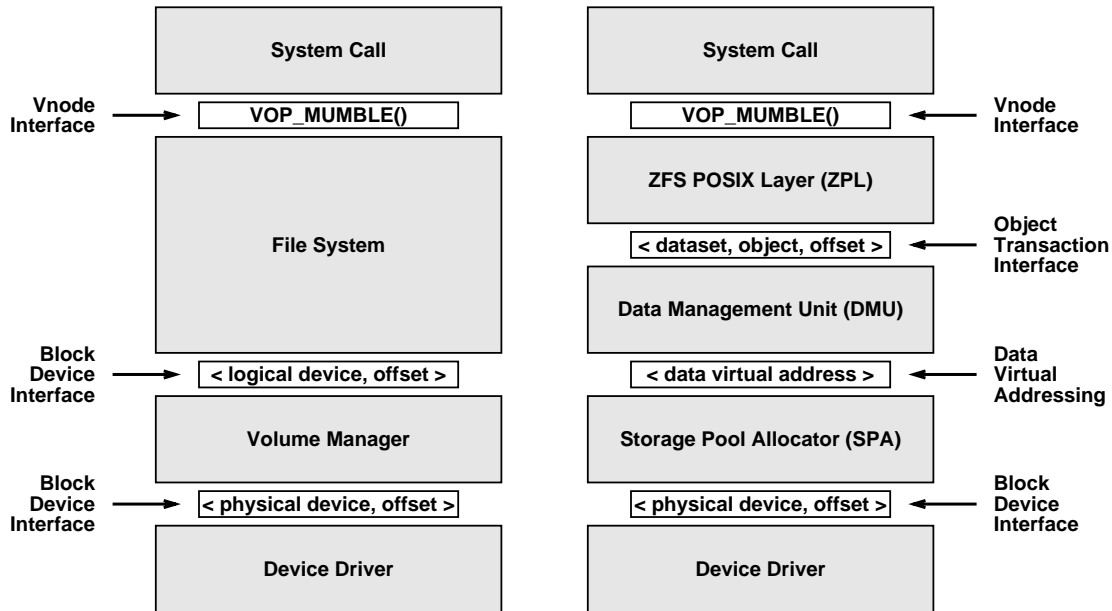 System Call
Vnode
Interface
VOP_MUMBLE()
File System
Block
Device
Interface
< logical device, offset >
Volume Manager
Block
Device
Interface
< physical device, offset >
Device Driver
System Call
VOP_MUMBLE()
Vnode
Interface
ZFS POSIX Layer (ZPL)
< dataset, object, offset >
Object
Transaction
Interface
Data Management Unit (DMU)
< data virtual address >
Data
Virtual
Addressing
Storage Pool Allocator (SPA)
< physical device, offset >
Block
Device
Interface
Device Driver